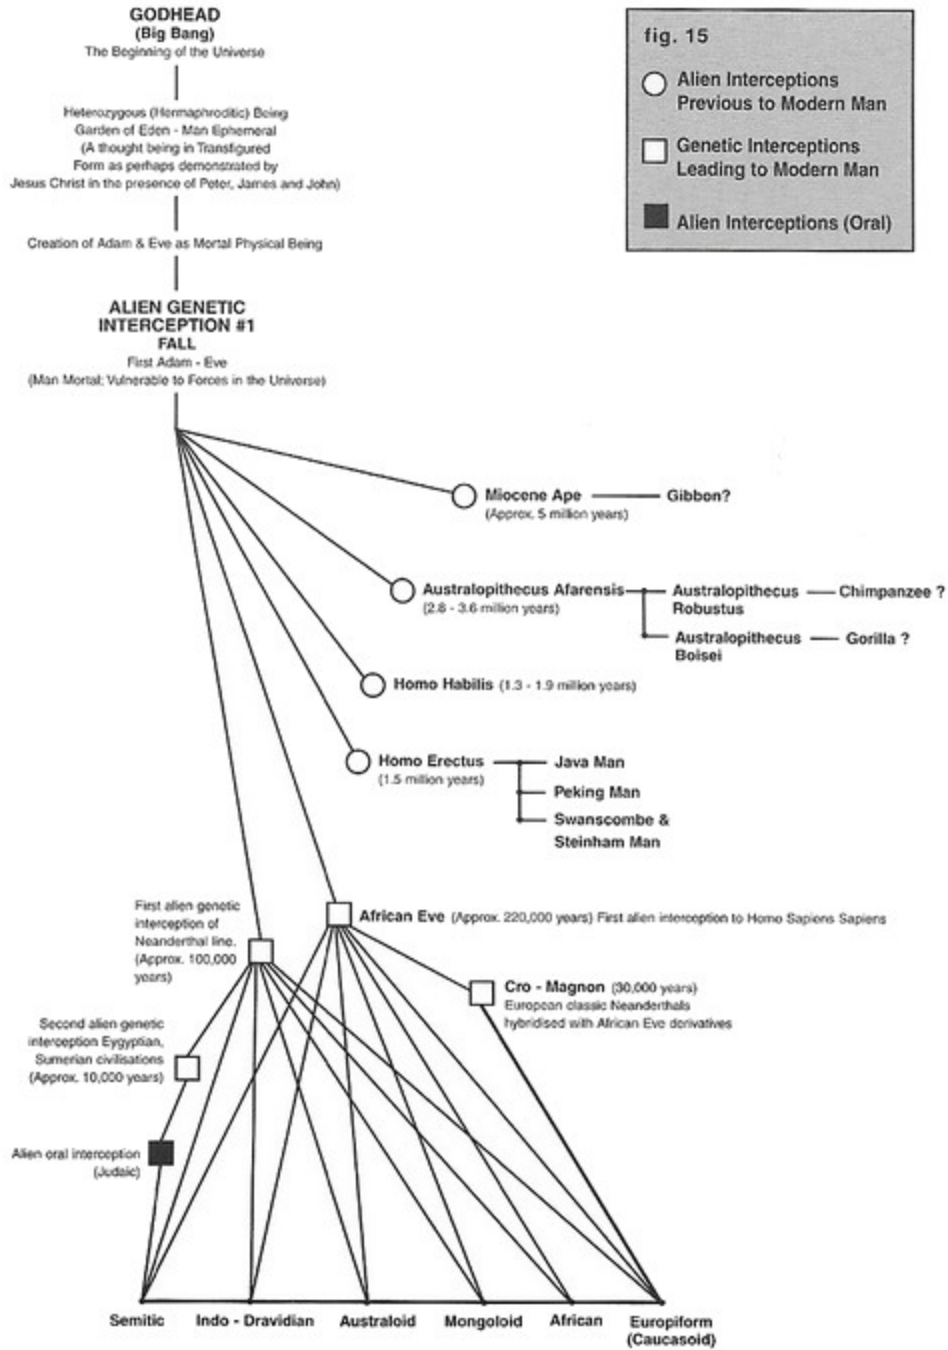 GODHEAD
(Big Bang)
The Beginning of the Universe
Heterozygous (Hermaphroditic) Being
Garden of Eden - Man Ephemeral
(A thought being in Transfigured
Form as perhaps demonstrated by
Jesus Christ in the presence of Peter, James and John)
Creation of Adam & Eve as Mortal Physical Being
ALIEN GENETIC
INTERCEPTION #1
FALL
First Adam - Eve
(Man Mortal; Vulnerable to Forces in the Universe)
fig. 15
Alien Interceptions
Previous to Modern Man
Genetic Interceptions
Leading to Modern Man
Alien Interceptions (Oral)
Miocene Ape
(Approx. 5 million years)
Gibbon?
Australopithecus Afarensis
(2.8 - 3.6 million years)
Australopithecus
Robustus
Chimpanzee ?
Australopithecus
Boisei
Gorilla ?
Homo Habilis (1.3 - 1.9 million years)
Homo Erectus
(1.5 million years)
Java Man
Peking Man
Swanscombe &
Steinham Man
First alien genetic
interception of
Neanderthal line.
(Approx. 100,000
years)
African Eve (Approx. 220,000 years) First alien interception to Homo Sapiens Sapiens
Cro - Magnon (30,000 years)
European classic Neanderthals
hybridised with African Eve derivatives
Second alien genetic
interception Eygyptian,
Sumerian civilisations
(Approx. 10,000 years)
Alien oral interception
(Judaic)
Semitic
Indo - Dravidian
Australoid
Mongoloid
African
Europiform
(Caucasoid)